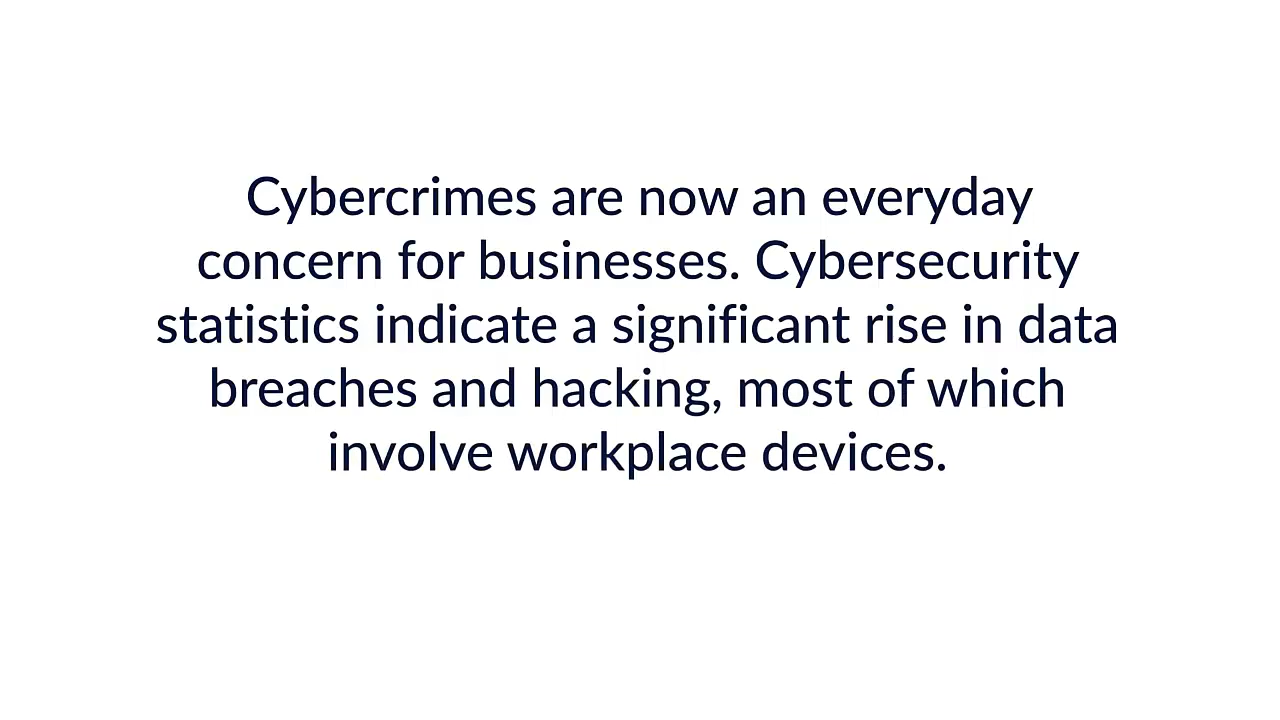 Cybercrimes are now an everyday
concern for businesses. Cybersecurity
statistics indicate a significant rise in data
breaches and hacking, most of which
involve workplace devices.